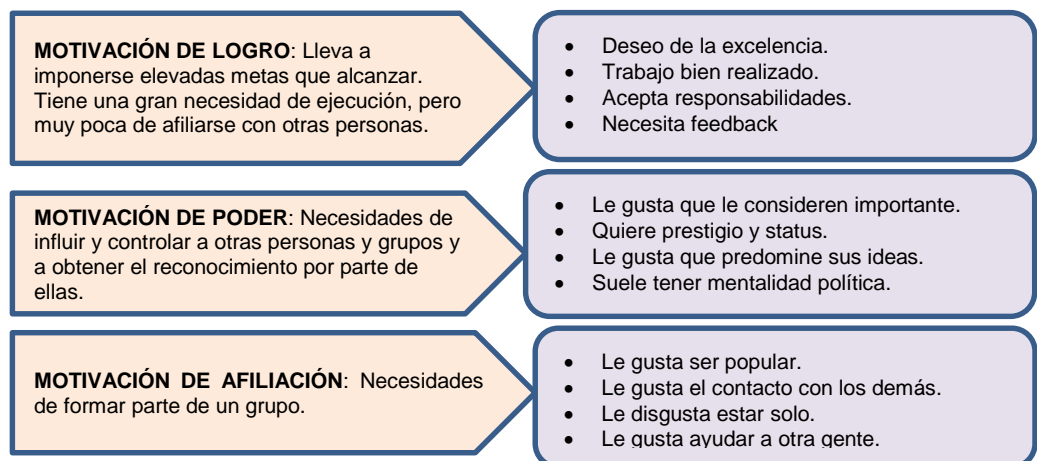 MOTIVACIÓN DE LOGRO: Lleva a
imponerse elevadas metas que alcanzar.
Tiene una gran necesidad de ejecución, pero
muy poca de afiliarse con otras personas.
• Deseo de la excelencia.
• Trabajo bien realizado.
• Acepta responsabilidades.
• Necesita feedback
MOTIVACIÓN DE PODER: Necesidades de
influir y controlar a otras personas y grupos y
a obtener el reconocimiento por parte de
ellas.
• Le gusta que le consideren importante.
• Quiere prestigio y status.
• Le gusta que predomine sus ideas.
• Suele tener mentalidad política.
MOTIVACIÓN DE AFILIACIÓN: Necesidades
de formar parte de un grupo.
• Le gusta ser popular.
• Le gusta el contacto con los demás.
• Le disgusta estar solo.
• Le gusta ayudar a otra gente.